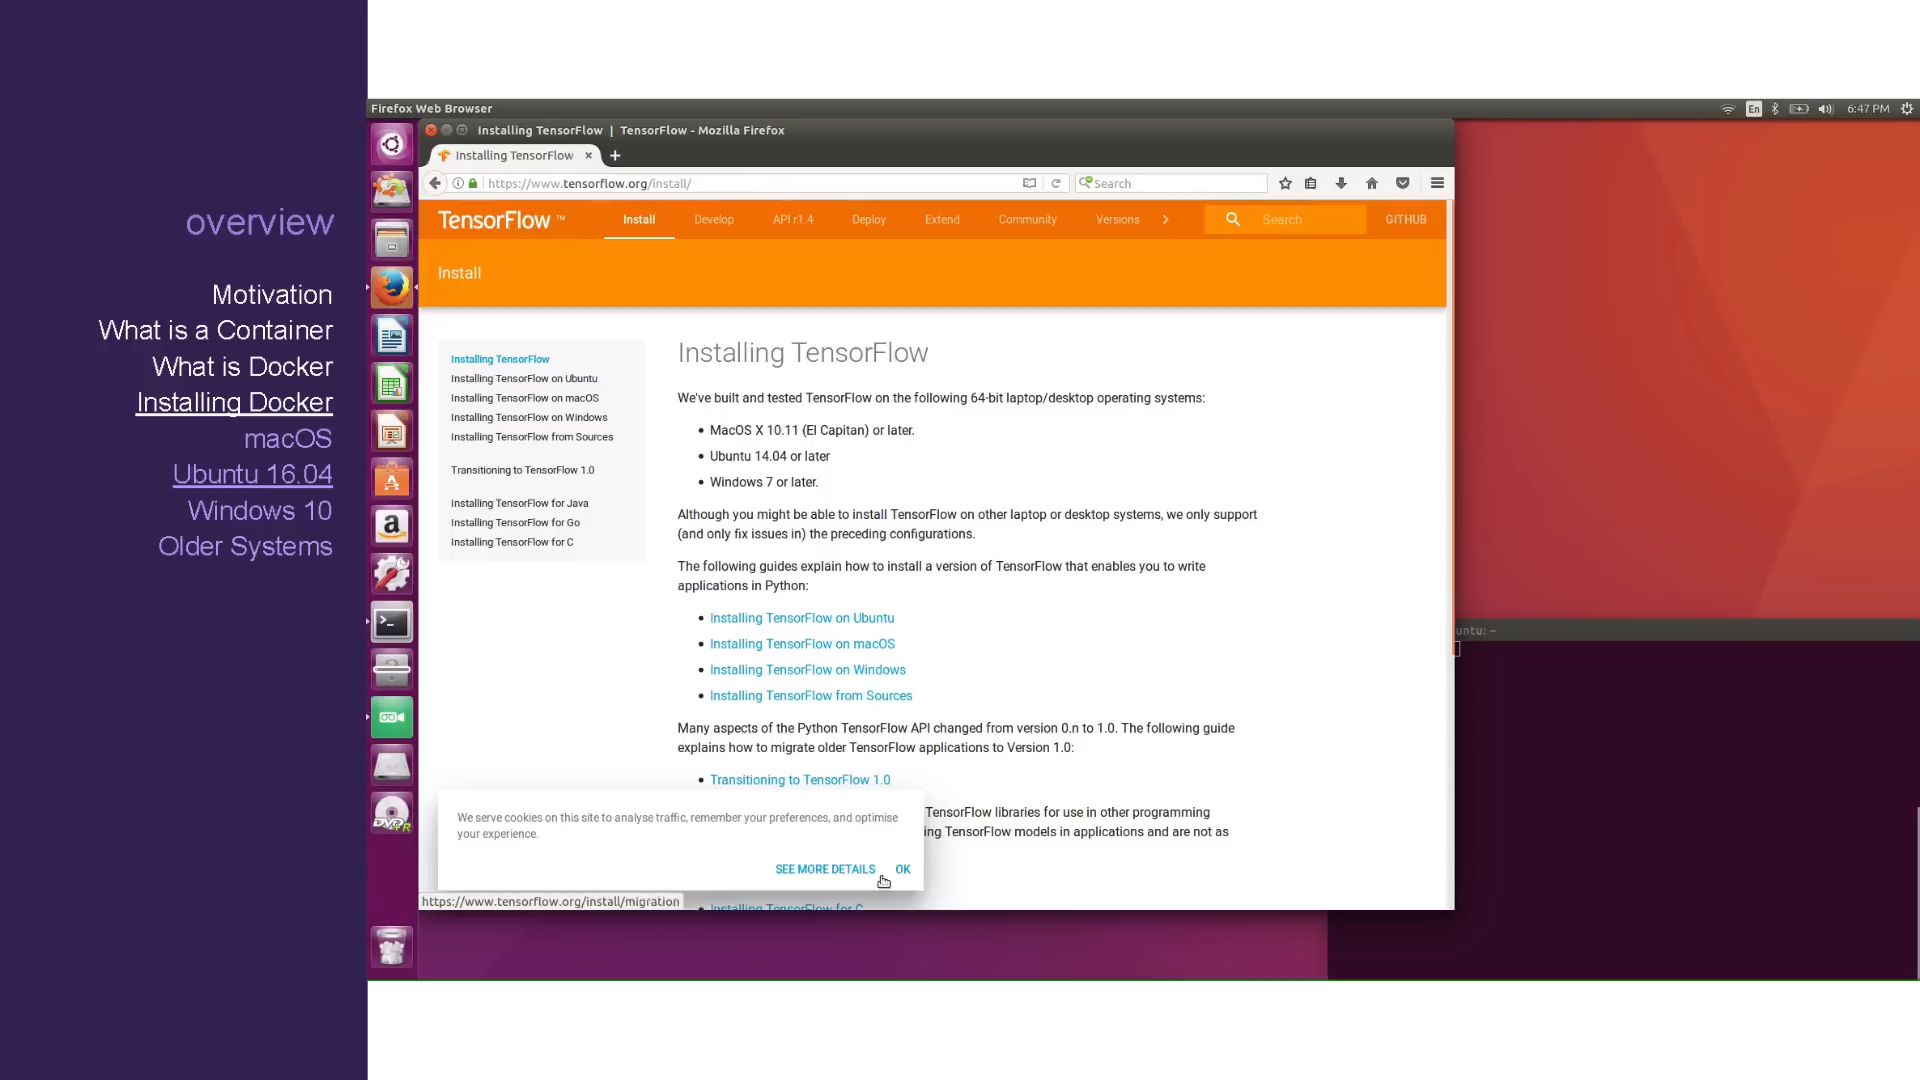 overview
Motivation
What is a Container
What is Docker
Installing Docker
macOS
Ubuntu 16.04
Windows 10
Older Systems
Firefox Web Browser
En
6:47 PM
Installing TensorFlow | TensorFlow - Mozilla Firefox
Installing TensorFlow
https://www.tensorflow.org/install/
Search
TensorFlow ™
Install
Develop
API r1.4
Deploy
Extend
Community
Versions
Search
GITHUB
Install
Installing TensorFlow
Installing TensorFlow on Ubuntu
Installing TensorFlow on macOS
Installing TensorFlow on Windows
Installing TensorFlow from Sources
Transitioning to TensorFlow 1.0
Installing TensorFlow for Java
Installing TensorFlow for Go
Installing TensorFlow for C
Installing TensorFlow
We've built and tested TensorFlow on the following 64-bit laptop/desktop operating systems:
• MacOS X 10.11 (El Capitan) or later.
• Ubuntu 14.04 or later
• Windows 7 or later.
Although you might be able to install TensorFlow on other laptop or desktop systems, we only support
(and only fix issues in) the preceding configurations.
The following guides explain how to install a version of TensorFlow that enables you to write
applications in Python:
• Installing TensorFlow on Ubuntu
• Installing TensorFlow on macOS
• Installing TensorFlow on Windows
• Installing TensorFlow from Sources
Many aspects of the Python TensorFlow API changed from version 0.n to 1.0. The following guide
explains how to migrate older TensorFlow applications to Version 1.0:
• Transitioning to TensorFlow 1.0
TensorFlow libraries for use in other programming
ing TensorFlow models in applications and are not as
We serve cookies on this site to analyse traffic, remember your preferences, and optimise
your experience.
SEE MORE DETAILS
OK
https://www.tensorflow.org/install/migration
• Installing TensorFlow for C
untu: ~